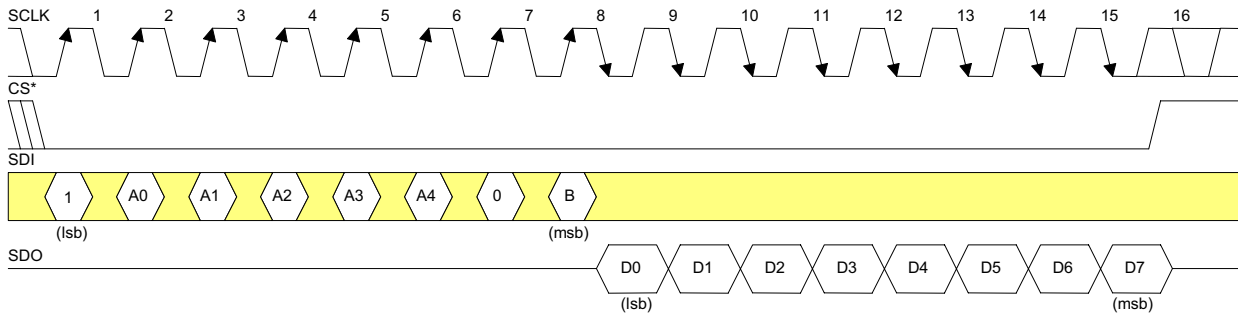 SCLK 1 2 3 4 5 6 7 8 9 10 11 12 13 14 15 16
CS*
SDI
1 A0 A1 A2 A3 A4 0 B
(lsb) (msb)
SDO
D0 D1 D2 D3 D4 D5 D6 D7
(lsb) (msb)